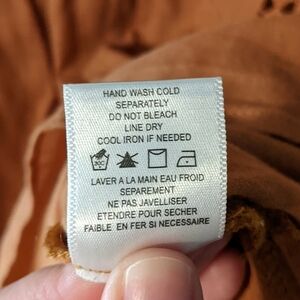 HAND WASH COLD
SEPARATELY
DO NOT BLEACH
LINE DRY
COOL IRON IF NEEDED
30C
LAVER A LA MAIN EAU FROID
SEPAREMENT
NE PAS JAVELLISER
ETENDRE POUR SECHER
FAIBLE EN FER SI NECESSAIRE